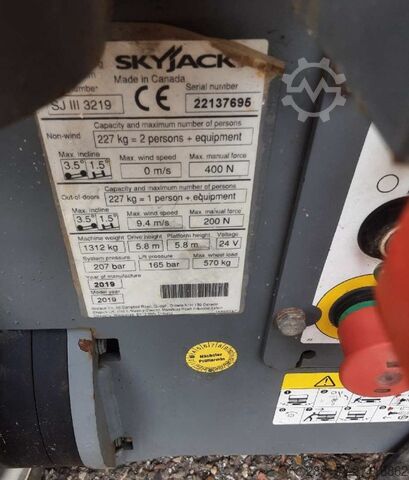 SKYJACK
Made in Canada
Serial number
SJ III 3219
CE
22137695
Capacity and maximum number of persons
Non-wind
227 kg = 2 persons + equipment
Max. incline Max. wind speed Max. manual force
3.5° 1.5° 0 m/s 400 N
Capacity and maximum number of persons
Out-of-doors
227 kg = 1 person + equipment
Max. incline Max. wind speed Max. manual force
3.5° 1.5° 9.4 m/s 200 N
Machine weight Drive height Platform height Voltage
1312 kg 5.8 m 5.8 m 24 V
System pressure Lift pressure Max. wheel load
207 bar 165 bar 570 kg
Year of manufacture
2019
Model year
2019
Nächster
Prüftermin